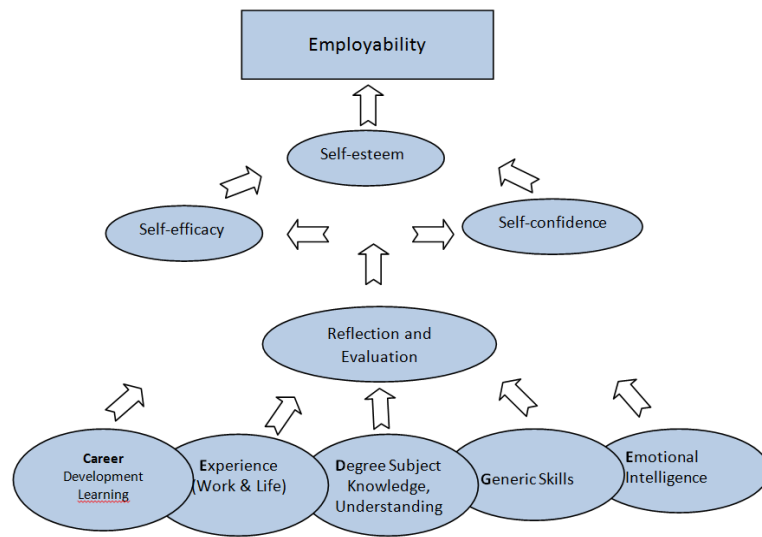 Employability
Self-esteem
Self-efficacy
Self-confidence
Reflection and
Evaluation
Career
Development
Learning
Experience
(Work & Life)
Degree Subject
Knowledge,
Understanding
Generic Skills
Emotional
Intelligence